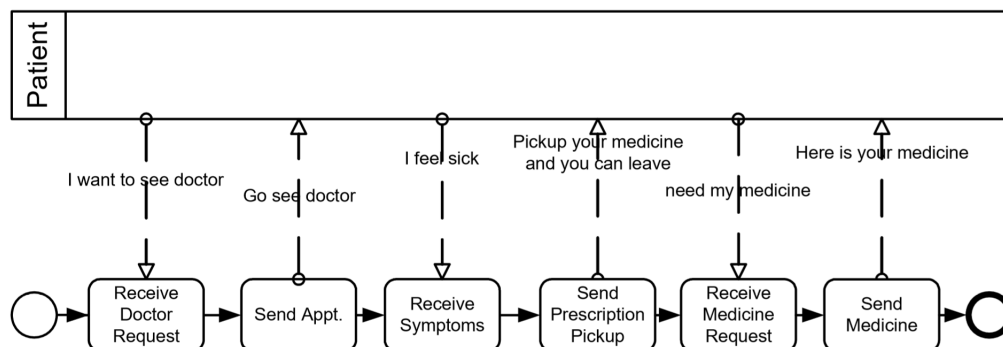 Patient
I want to see doctor
Go see doctor
I feel sick
Pickup your medicine
and you can leave
need my medicine
Here is your medicine
Receive
Doctor
Request
Send Appt.
Receive
Symptoms
Send
Prescription
Pickup
Receive
Medicine
Request
Send
Medicine